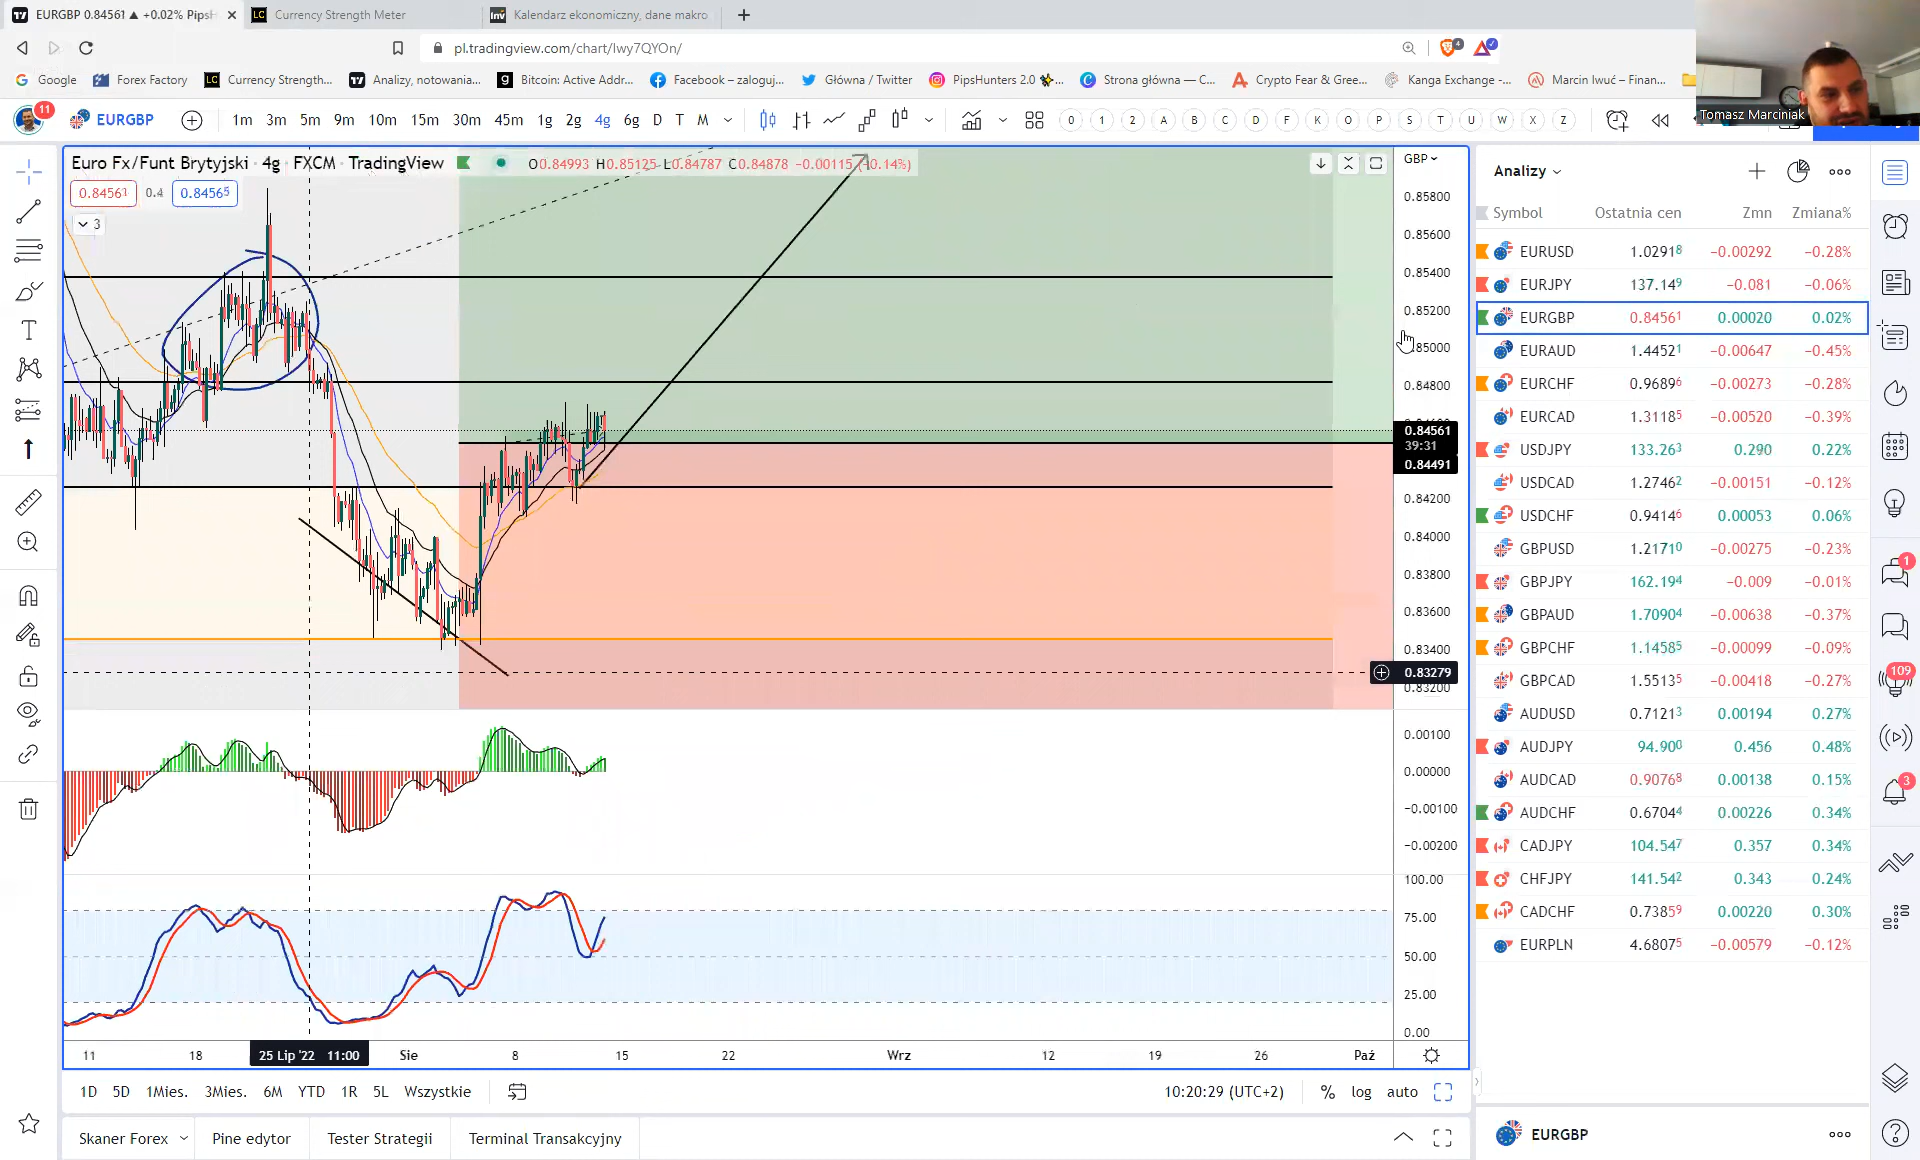 EURGBP 0.84561 ▲ +0.02% PipsH
Currency Strength Meter
Kalendarz ekonomiczny, dane makro
pl.tradingview.com/chart/Iwy7QYOn/
Google
Forex Factory
Currency Strength...
Analizy, notowania...
Bitcoin: Active Addr...
Facebook – zaloguj...
Główna / Twitter
PipsHunters 2.0
Strona główna — C...
Crypto Fear & Gree...
Kanga Exchange -...
Marcin Iwuć – Finan...
Tomasz Marciniak
11
EURGBP
1m 3m 5m 9m 10m 15m 30m 45m 1g 2g 4g 6g D T M
0 1 2 A B C D F K O P S T U W X Z
Euro Fx/Funt Brytyjski · 4g · FXCM · TradingView
O0.84993 H0.85125 L0.84787 C0.84878 −0.00115 (−0.14%)
0.84561 0.4 0.84565
3
GBP
0.85800
0.85600
0.85400
0.85200
0.85000
0.84800
0.84561
39:31
0.84491
0.84200
0.84000
0.83800
0.83600
0.83400
0.83279
0.83200
0.00100
0.00000
−0.00100
−0.00200
100.00
75.00
50.00
25.00
0.00
11 18 25 Lip '22 11:00 Sie 8 15 22 Wrz 12 19 26 Paź
1D 5D 1Mies. 3Mies. 6M YTD 1R 5L Wszystkie
10:20:29 (UTC+2) % log auto
Skaner Forex
Pine edytor
Tester Strategii
Terminal Transakcyjny
Analizy
Symbol Ostatnia cen Zmn Zmiana%
EURUSD 1.02918 −0.00292 −0.28%
EURJPY 137.149 −0.081 −0.06%
EURGBP 0.84561 0.00020 0.02%
EURAUD 1.44521 −0.00647 −0.45%
EURCHF 0.96896 −0.00273 −0.28%
EURCAD 1.31185 −0.00520 −0.39%
USDJPY 133.263 0.290 0.22%
USDCAD 1.27462 −0.00151 −0.12%
USDCHF 0.94146 0.00053 0.06%
GBPUSD 1.21710 −0.00275 −0.23%
GBPJPY 162.194 −0.009 −0.01%
GBPAUD 1.70904 −0.00638 −0.37%
GBPCHF 1.14585 −0.00099 −0.09%
GBPCAD 1.55135 −0.00418 −0.27%
AUDUSD 0.71213 0.00194 0.27%
AUDJPY 94.900 0.456 0.48%
AUDCAD 0.90768 0.00138 0.15%
AUDCHF 0.67044 0.00226 0.34%
CADJPY 104.547 0.357 0.34%
CHFJPY 141.542 0.343 0.24%
CADCHF 0.73859 0.00220 0.30%
EURPLN 4.68075 −0.00579 −0.12%
EURGBP
1
109
3